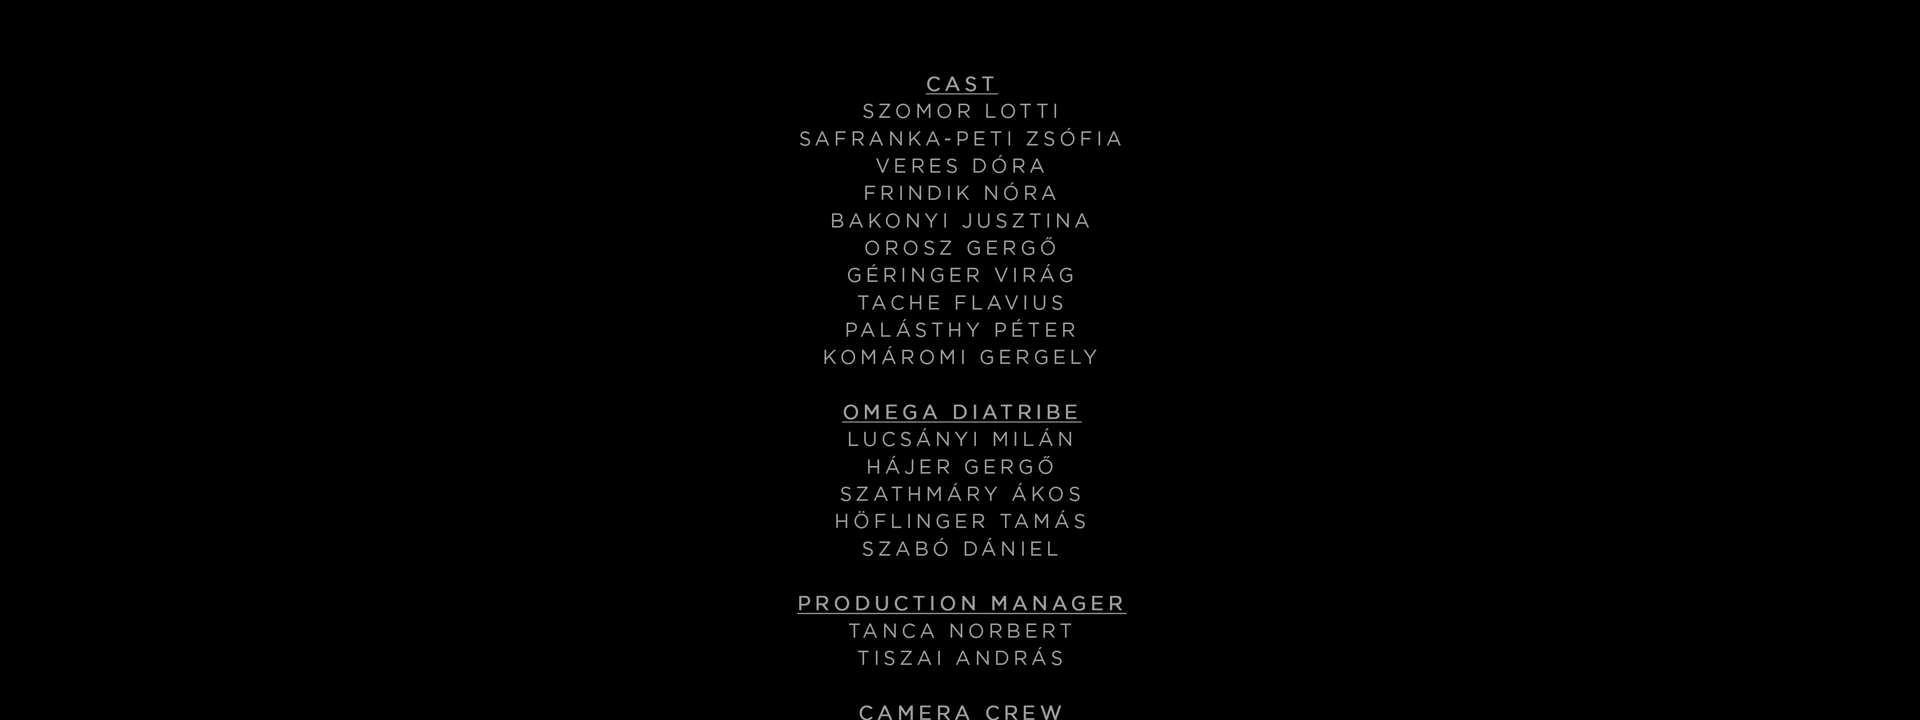 CAST
SZOMOR LOTTI
SAFRANKA-PETI ZSÓFIA
VERES DÓRA
FRINDIK NÓRA
BAKONYI JUSZTINA
OROSZ GERGŐ
GÉRINGER VIRÁG
TACHE FLAVIUS
PALÁSTHY PÉTER
KOMÁROMI GERGELY
OMEGA DIATRIBE
LUCSÁNYI MILÁN
HÁJER GERGŐ
SZATHMÁRY ÁKOS
HÖFLINGER TAMÁS
SZABÓ DÁNIEL
PRODUCTION MANAGER
TANCA NORBERT
TISZAI ANDRÁS
CAMERA CREW